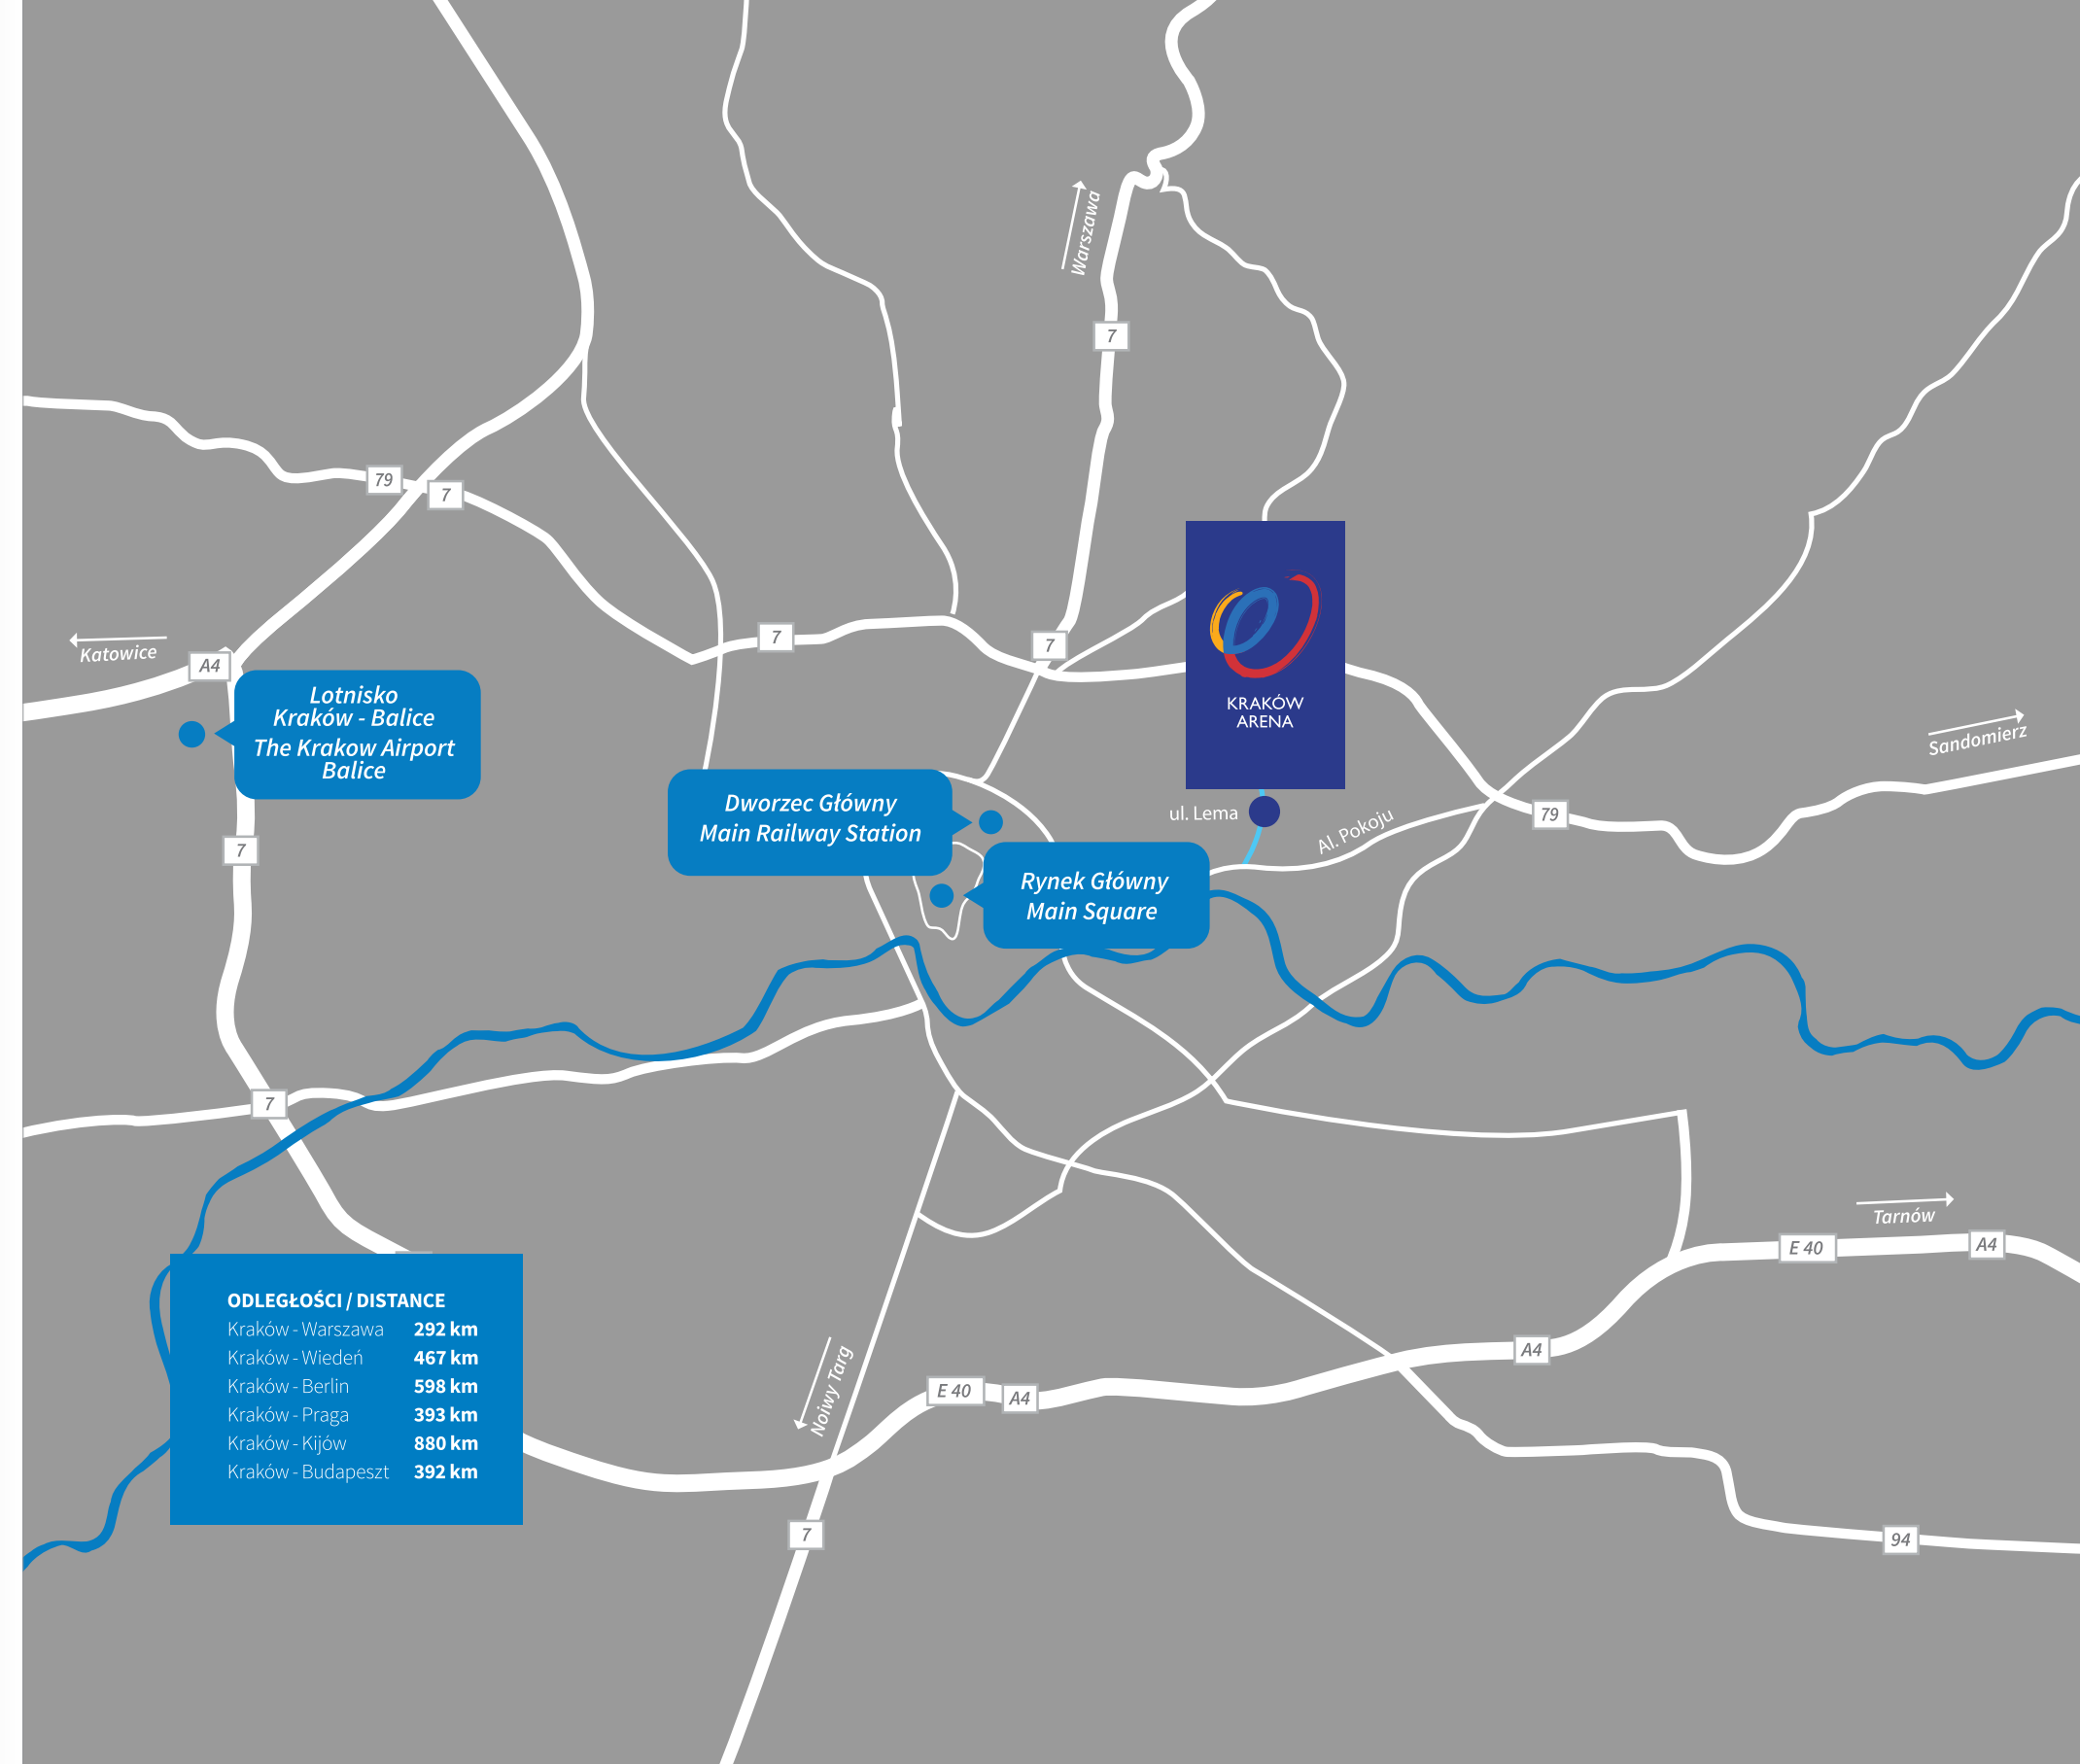 Warszawa
7
79
7
Katowice
A4
7
7
Lotnisko
Kraków - Balice
The Krakow Airport
Balice
KRAKÓW
ARENA
Sandomierz
Dworzec Główny
Main Railway Station
ul. Lema
Al. Pokoju
79
7
Rynek Główny
Main Square
7
Tarnów
E 40
A4
ODLEGŁOŚCI / DISTANCE
Kraków - Warszawa 292 km
Kraków - Wiedeń 467 km
Kraków - Berlin 598 km
Kraków - Praga 393 km
Kraków - Kijów 880 km
Kraków - Budapeszt 392 km
Noiwy Targ
A4
E 40
A4
7
94